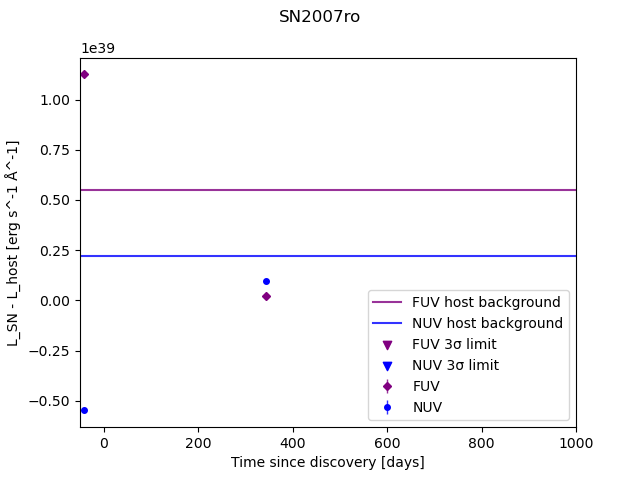 SN2007ro
1e39
1.00
0.75
0.50
0.25
0.00
−0.25
−0.50
L_SN - L_host [erg s^-1 Å^-1]
FUV host background
NUV host background
FUV 3σ limit
NUV 3σ limit
FUV
NUV
0 200 400 600 800 1000
Time since discovery [days]